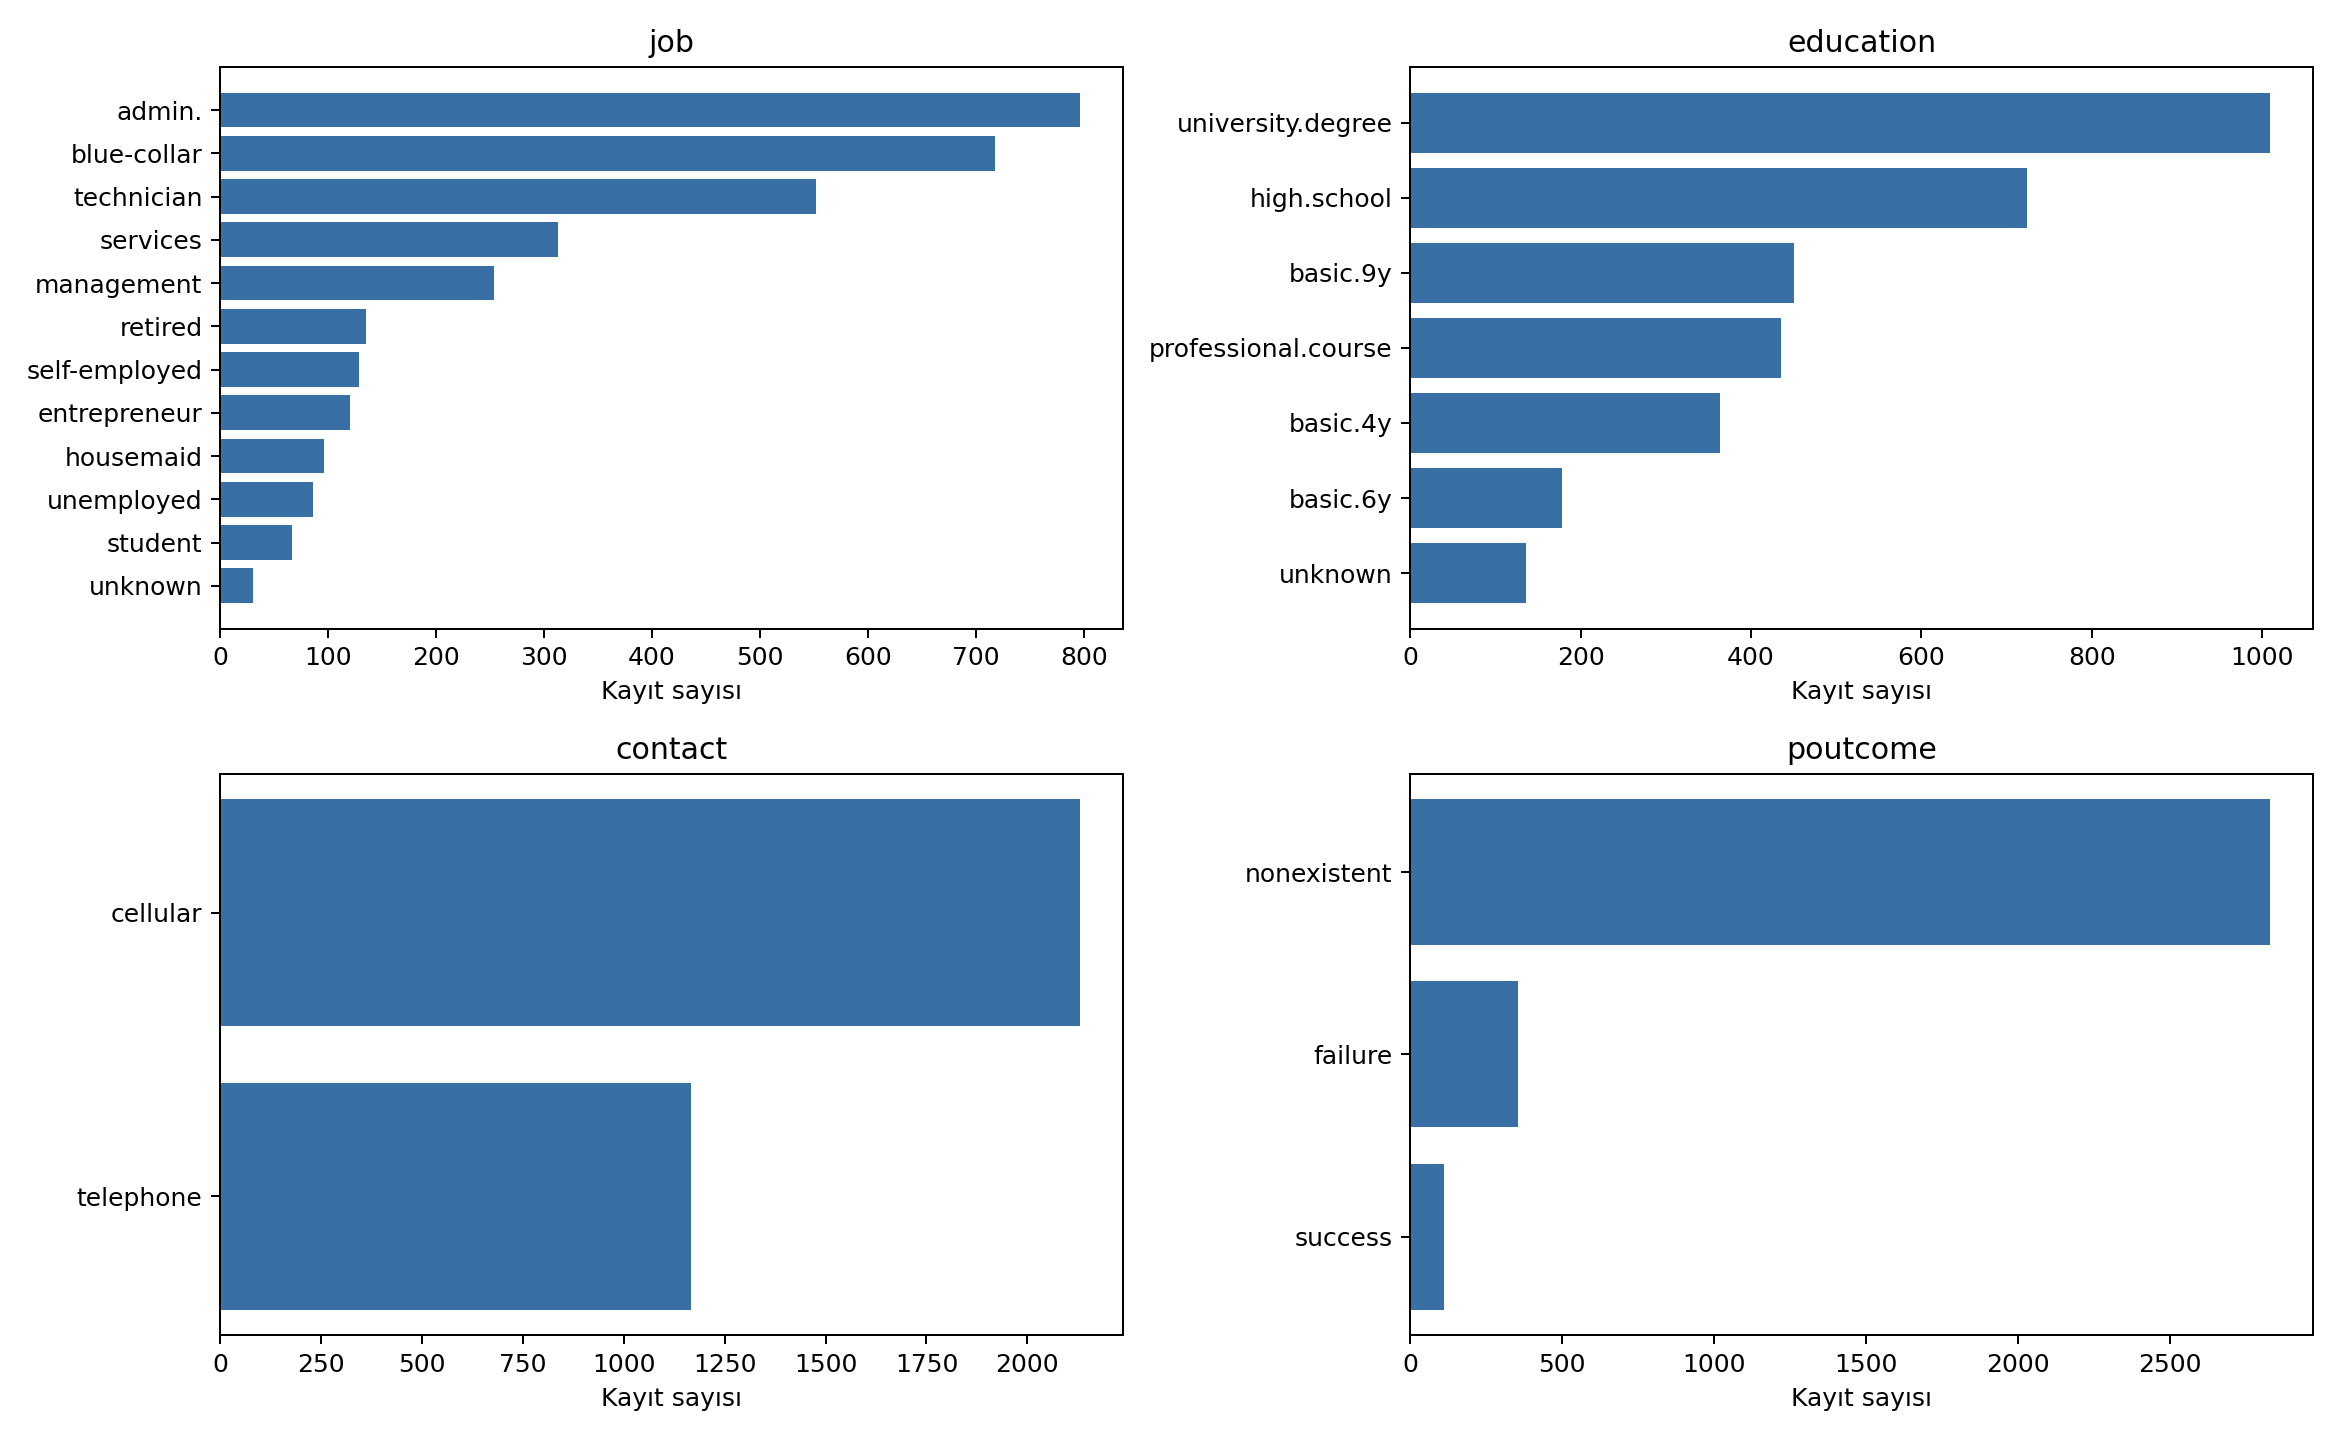 job
admin.
blue-collar
technician
services
management
retired
self-employed
entrepreneur
housemaid
unemployed
student
unknown
0 100 200 300 400 500 600 700 800
Kayıt sayısı
education
university.degree
high.school
basic.9y
professional.course
basic.4y
basic.6y
unknown
0 200 400 600 800 1000
Kayıt sayısı
contact
cellular
telephone
0 250 500 750 1000 1250 1500 1750 2000
Kayıt sayısı
poutcome
nonexistent
failure
success
0 500 1000 1500 2000 2500
Kayıt sayısı